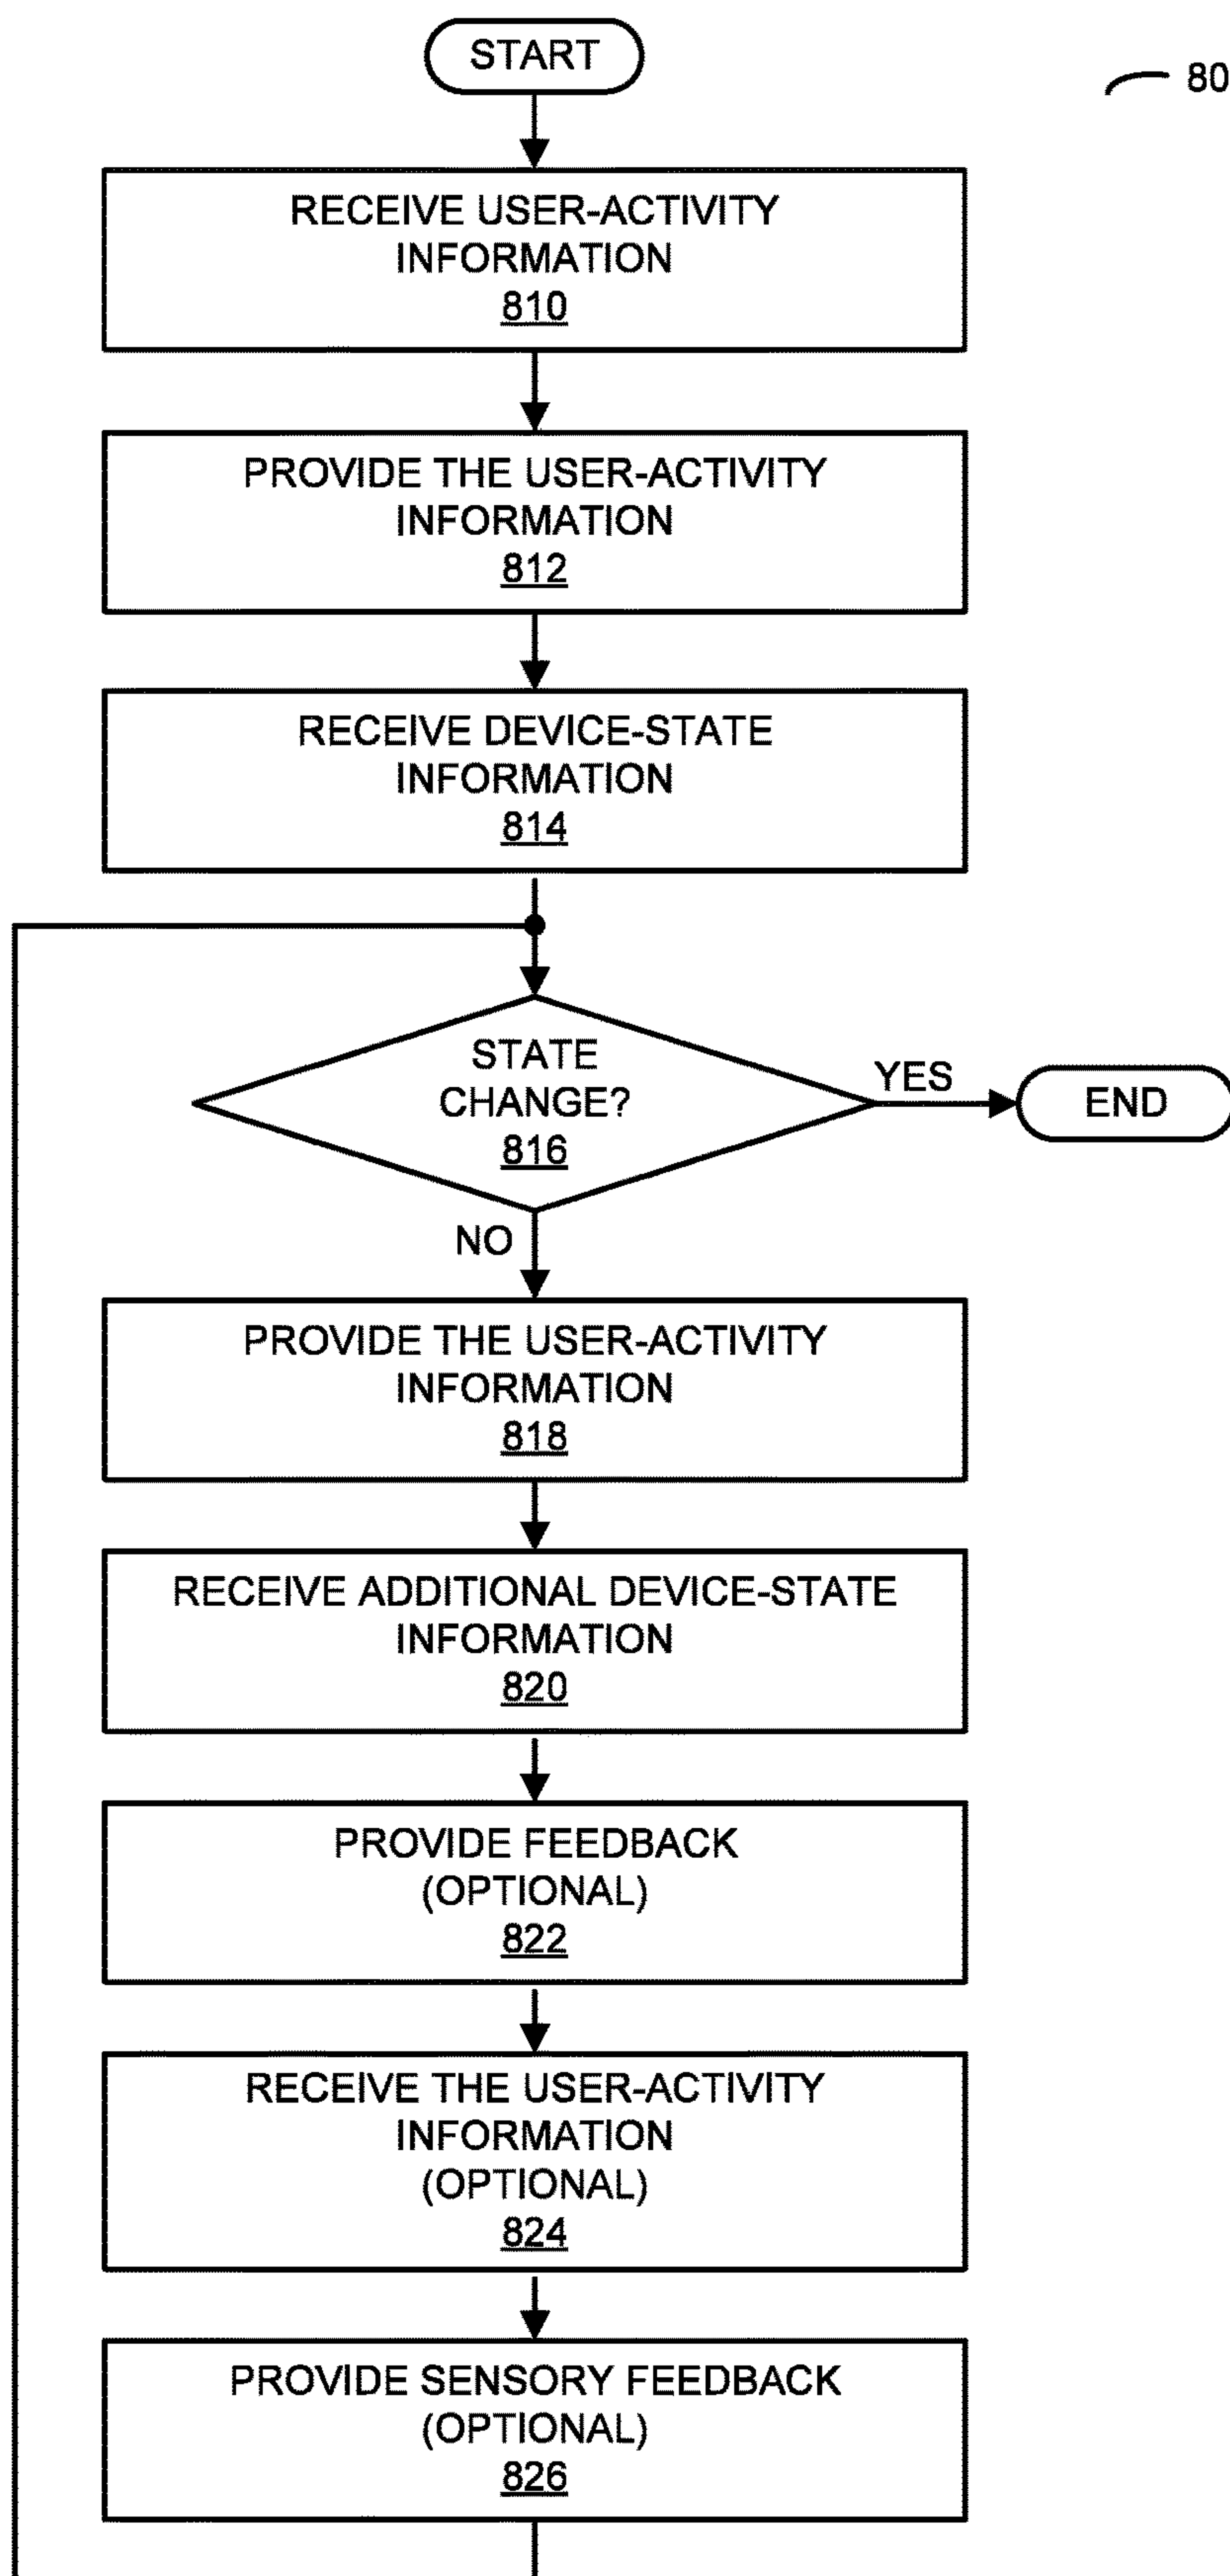 START
80
RECEIVE USER-ACTIVITY
INFORMATION
810
PROVIDE THE USER-ACTIVITY
INFORMATION
812
RECEIVE DEVICE-STATE
INFORMATION
814
STATE
CHANGE?
816
YES
END
NO
PROVIDE THE USER-ACTIVITY
INFORMATION
818
RECEIVE ADDITIONAL DEVICE-STATE
INFORMATION
820
PROVIDE FEEDBACK
(OPTIONAL)
822
RECEIVE THE USER-ACTIVITY
INFORMATION
(OPTIONAL)
824
PROVIDE SENSORY FEEDBACK
(OPTIONAL)
826